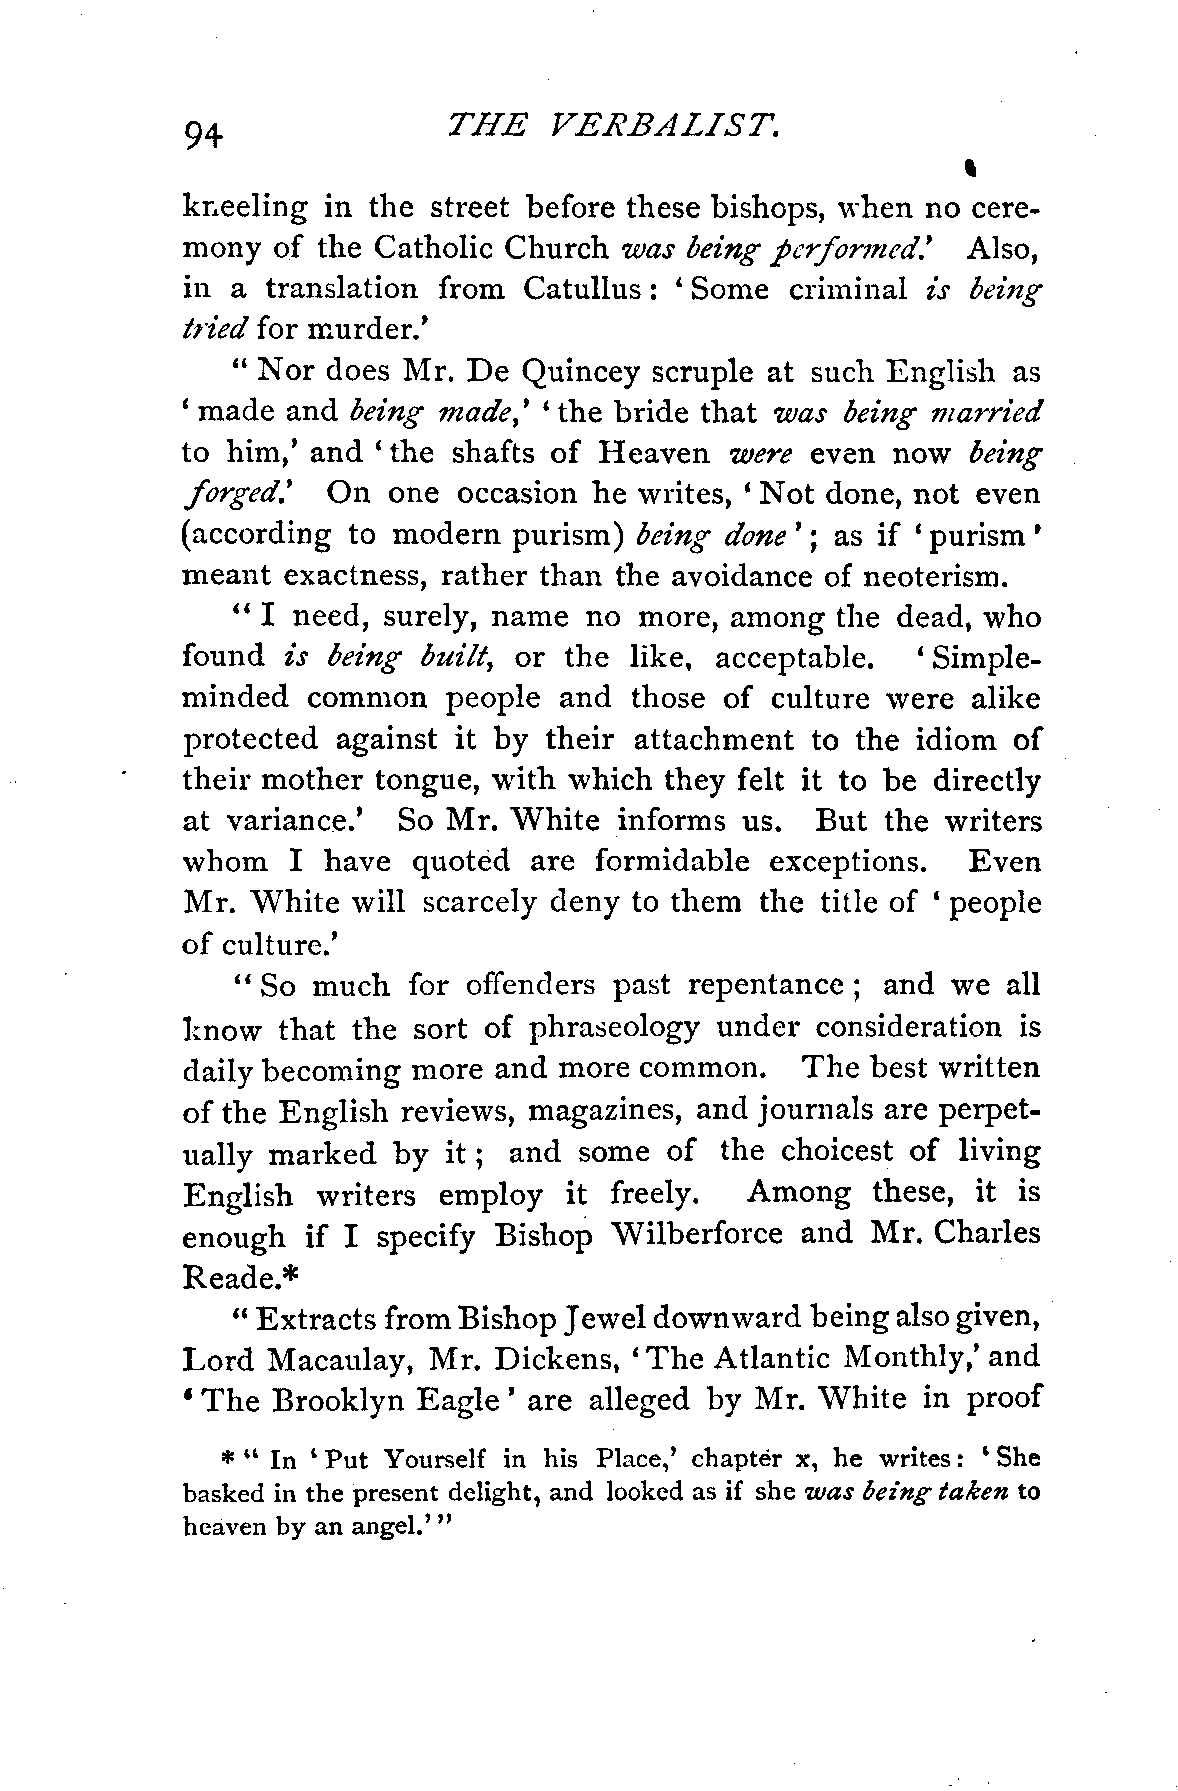 94 THE VERBALIST.
kneeling in the street before these bishops, when no cere-
mony of the Catholic Church was being performed.' Also,
in a translation from Catullus : ‘ Some criminal is being
tried for murder.'
“ Nor does Mr. De Quincey scruple at such English as
‘ made and being made,' ‘ the bride that was being married
to him,' and ‘ the shafts of Heaven were even now being
forged.' On one occasion he writes, ‘ Not done, not even
(according to modern purism) being done ' ; as if ‘ purism '
meant exactness, rather than the avoidance of neoterism.
“ I need, surely, name no more, among the dead, who
found is being built, or the like, acceptable. ‘ Simple-
minded common people and those of culture were alike
protected against it by their attachment to the idiom of
their mother tongue, with which they felt it to be directly
at variance.' So Mr. White informs us. But the writers
whom I have quoted are formidable exceptions. Even
Mr. White will scarcely deny to them the title of ‘ people
of culture.'
“ So much for offenders past repentance ; and we all
know that the sort of phraseology under consideration is
daily becoming more and more common. The best written
of the English reviews, magazines, and journals are perpet-
ually marked by it ; and some of the choicest of living
English writers employ it freely. Among these, it is
enough if I specify Bishop Wilberforce and Mr. Charles
Reade.*
“ Extracts from Bishop Jewel downward being also given,
Lord Macaulay, Mr. Dickens, ‘ The Atlantic Monthly,' and
‘ The Brooklyn Eagle ' are alleged by Mr. White in proof
* “ In ‘ Put Yourself in his Place,' chapter x, he writes : ‘ She
basked in the present delight, and looked as if she was being taken to
heaven by an angel.' ”